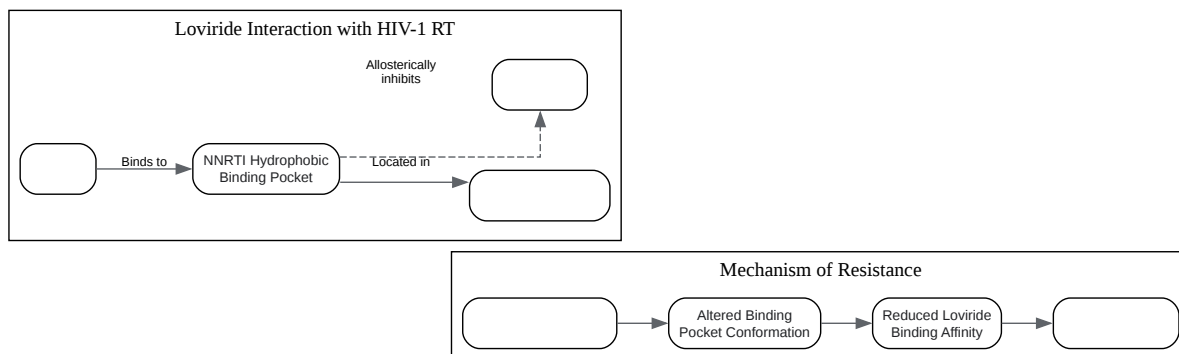 Loviride Interaction with HIV-1 RT
Allosterically
inhibits
Binds to
NNRTI Hydrophobic
Binding Pocket
Located in
Mechanism of Resistance
Altered Binding
Pocket Conformation
Reduced Loviride
Binding Affinity